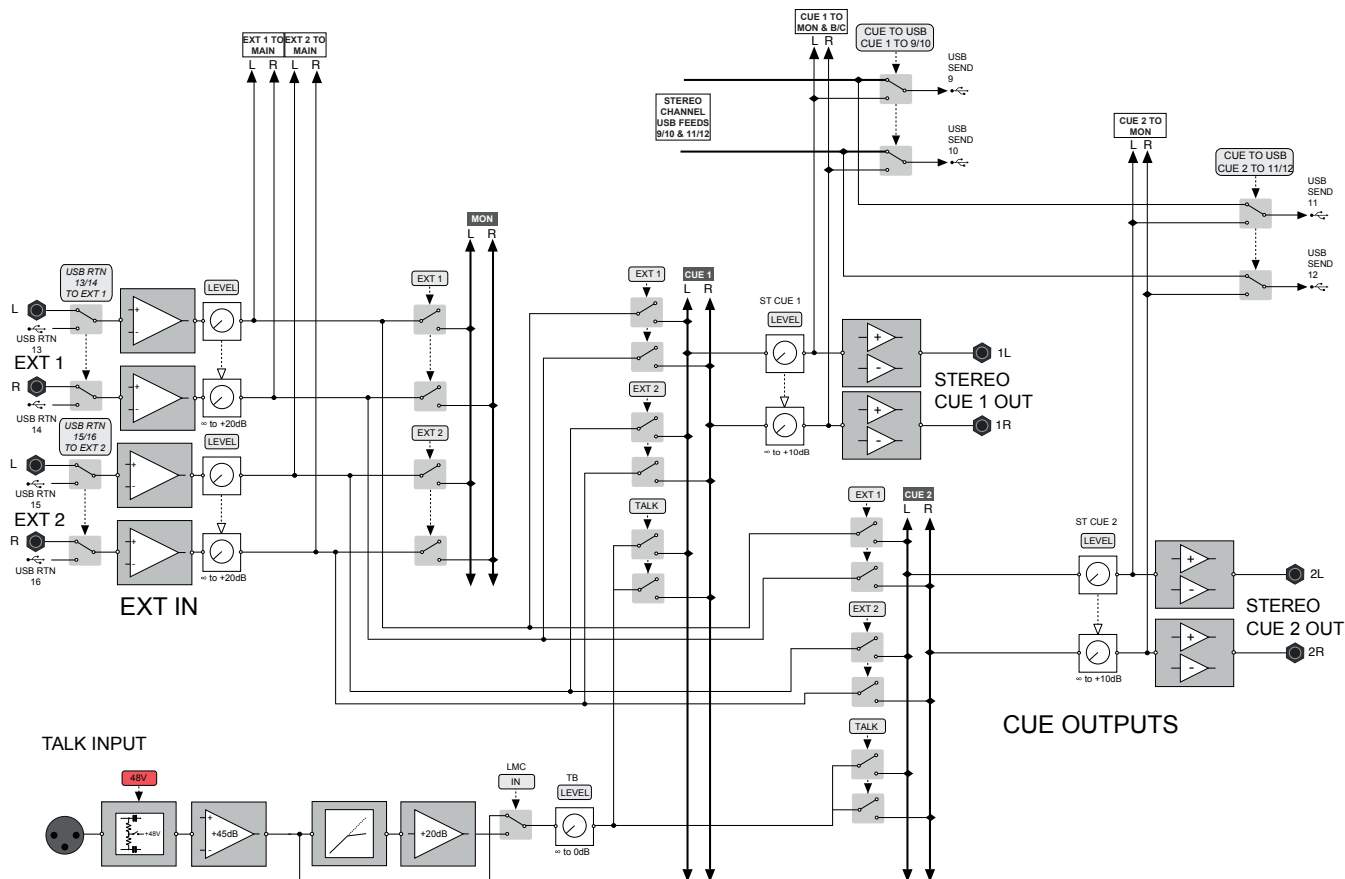 EXT 1 TO
MAIN
EXT 2 TO
MAIN
L R L R
CUE 1 TO
MON & B/C
L R
CUE TO USB
CUE 1 TO 9/10
USB
SEND
9
STEREO
CHANNEL
USB FEEDS
9/10 & 11/12
USB
SEND
10
CUE 2 TO
MON
L R
CUE TO USB
CUE 2 TO 11/12
USB
SEND
11
USB
SEND
12
MON
L R
USB RTN
13/14
TO EXT 1
LEVEL
EXT 1
L
+
-
USB RTN
13
EXT 1
R
+
-
USB RTN
14
∞ to +20dB
USB RTN
15/16
TO EXT 2
LEVEL
EXT 2
L
+
-
USB RTN
15
EXT 2
R
+
-
USB RTN
16
∞ to +20dB
EXT IN
EXT 1
CUE 1
L R
EXT 2
TALK
ST CUE 1
LEVEL
+
-
1L
STEREO
CUE 1 OUT
+
-
1R
∞ to +10dB
EXT 1
CUE 2
L R
EXT 2
TALK
ST CUE 2
LEVEL
+
-
2L
STEREO
CUE 2 OUT
+
-
2R
∞ to +10dB
CUE OUTPUTS
TALK INPUT
48V
+48V
+
-
+45dB
+20dB
LMC
IN
TB
LEVEL
∞ to 0dB